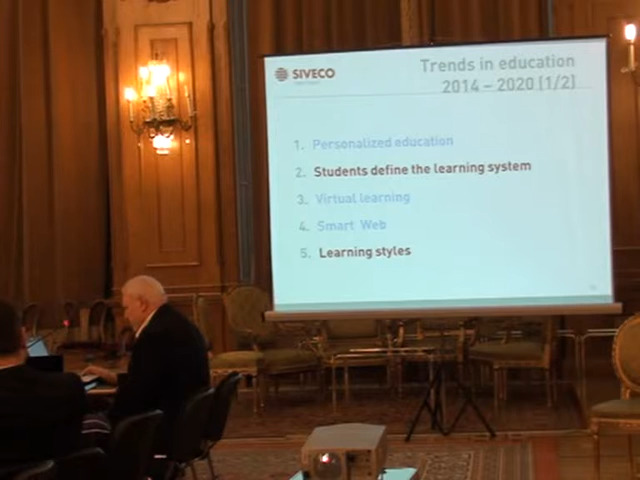 SIVECO
Trends in education
2014 – 2020 (1/2)
1. Personalized education
2. Students define the learning system
3. Virtual learning
4. Smart Web
5. Learning styles